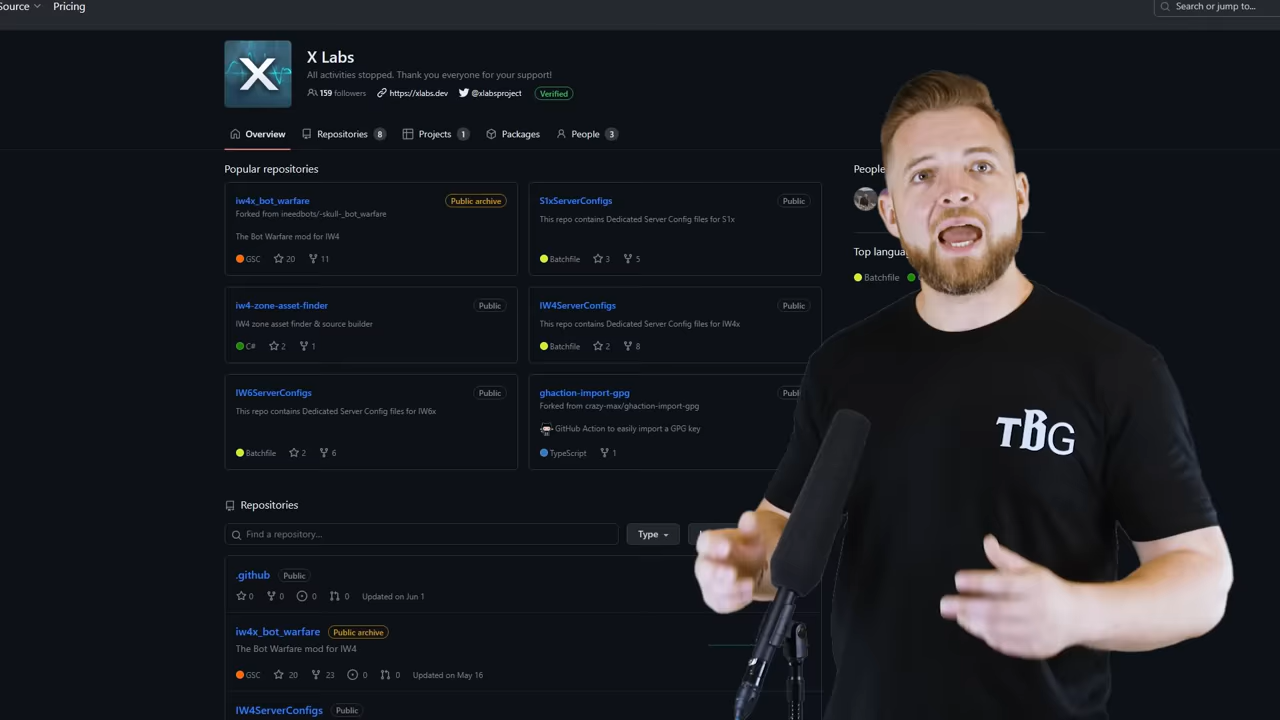 Source
Pricing
Search or jump to...
X
X Labs
All activities stopped. Thank you everyone for your support!
159 followers
https://xlabs.dev
@xlabsproject
Verified
Overview
Repositories 8
Projects 1
Packages
People 3
Popular repositories
People
iw4x_bot_warfare
Public archive
Forked from ineedbots/-skull-_bot_warfare
The Bot Warfare mod for IW4
GSC
20
11
S1xServerConfigs
Public
This repo contains Dedicated Server Config files for S1x
Batchfile
3
5
Top langua
Batchfile
iw4-zone-asset-finder
Public
IW4 zone asset finder & source builder
C#
2
1
IW4ServerConfigs
Public
This repo contains Dedicated Server Config files for IW4x
Batchfile
2
8
IW6ServerConfigs
Public
This repo contains Dedicated Server Config files for IW6x
Batchfile
2
6
ghaction-import-gpg
Publi
Forked from crazy-max/ghaction-import-gpg
GitHub Action to easily import a GPG key
TypeScript
1
TBG
Repositories
Find a repository...
Type
.github
Public
0
0
0
0
Updated on Jun 1
iw4x_bot_warfare
Public archive
The Bot Warfare mod for IW4
GSC
20
23
0
0
Updated on May 16
IW4ServerConfigs
Public